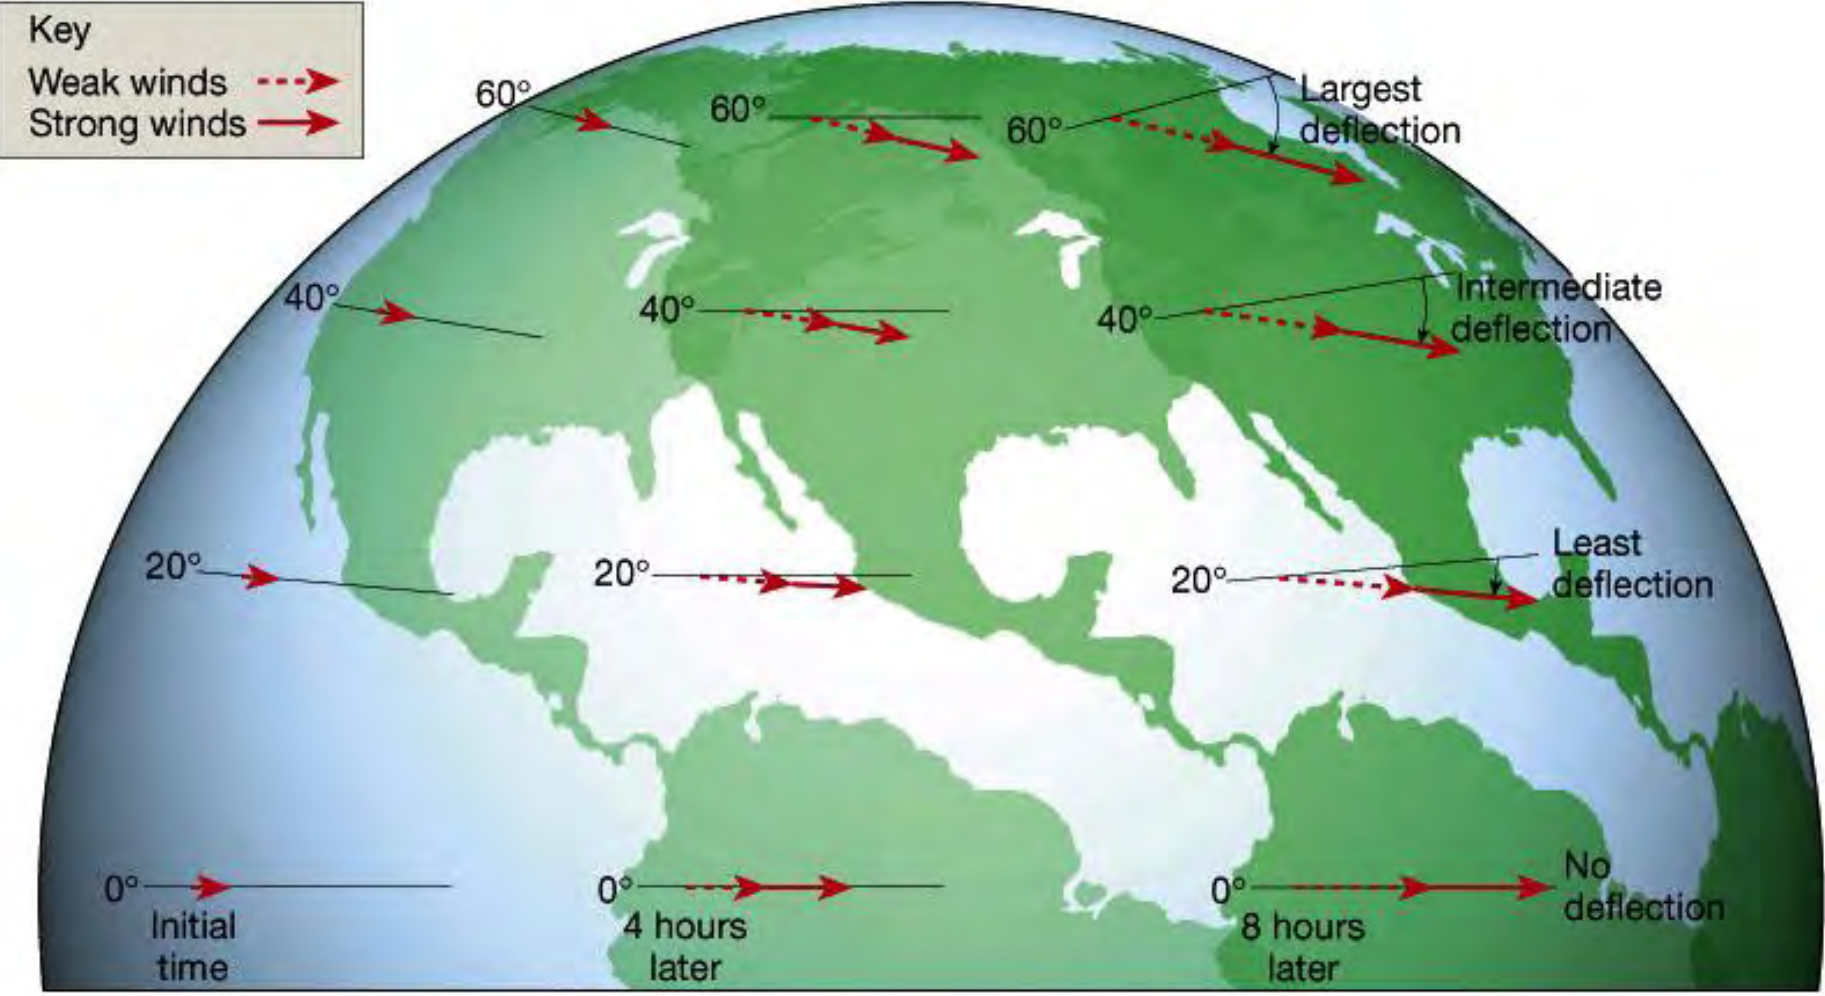 Key
Weak winds
Strong winds
60°
60°
60°
Largest
deflection
40°
40°
40°
Intermediate
deflection
20°
20°
20°
Least
deflection
0°
0°
0°
No
deflection
Initial
time
4 hours
later
8 hours
later